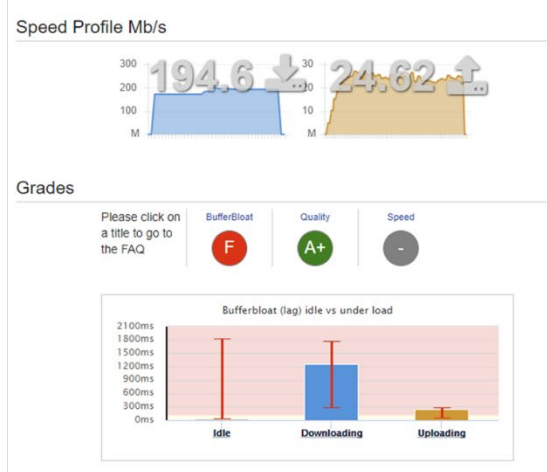 Speed Profile Mb/s
300
200
100
M
194.6
30
20
10
M
24.62
Grades
Please click on
a title to go to
the FAQ
BufferBloat
F
Quality
A+
Speed
-
Bufferbloat (lag) idle vs under load
2100ms
1800ms
1500ms
1200ms
900ms
600ms
300ms
0ms
Idle
Downloading
Uploading